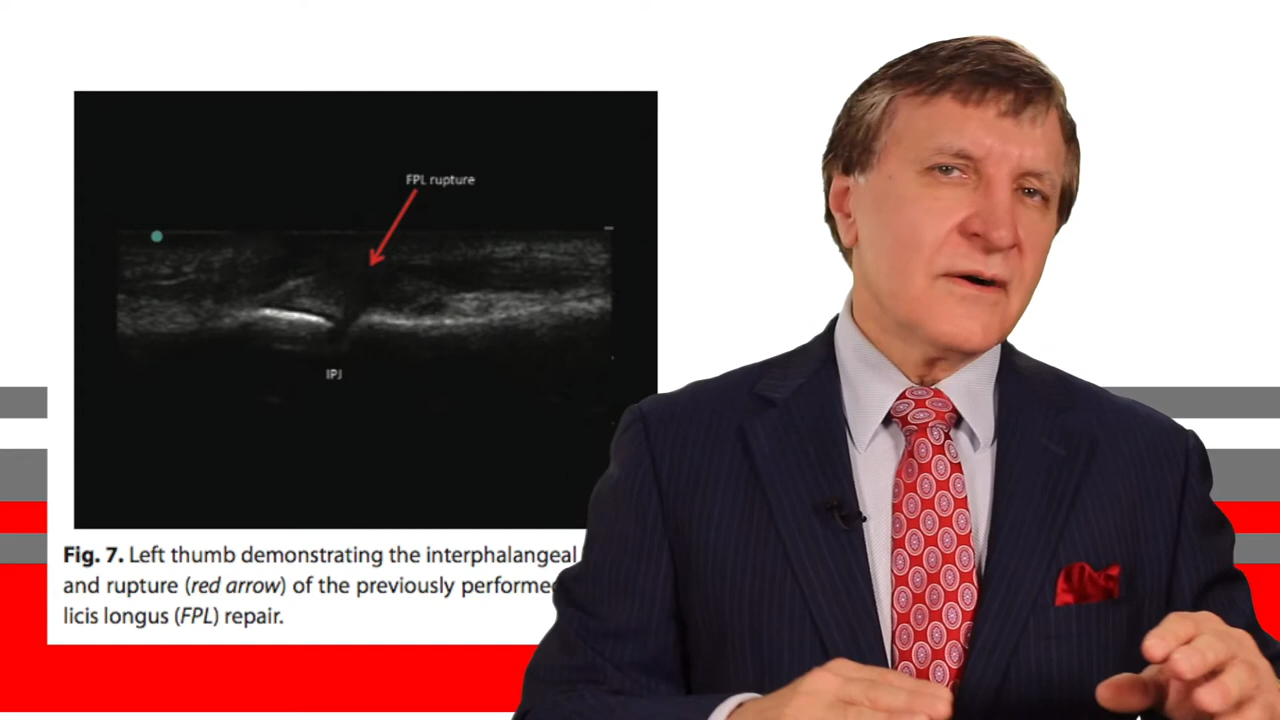 FPL rupture
IPJ
Fig. 7. Left thumb demonstrating the interphalangeal
and rupture (red arrow) of the previously performed
licis longus (FPL) repair.